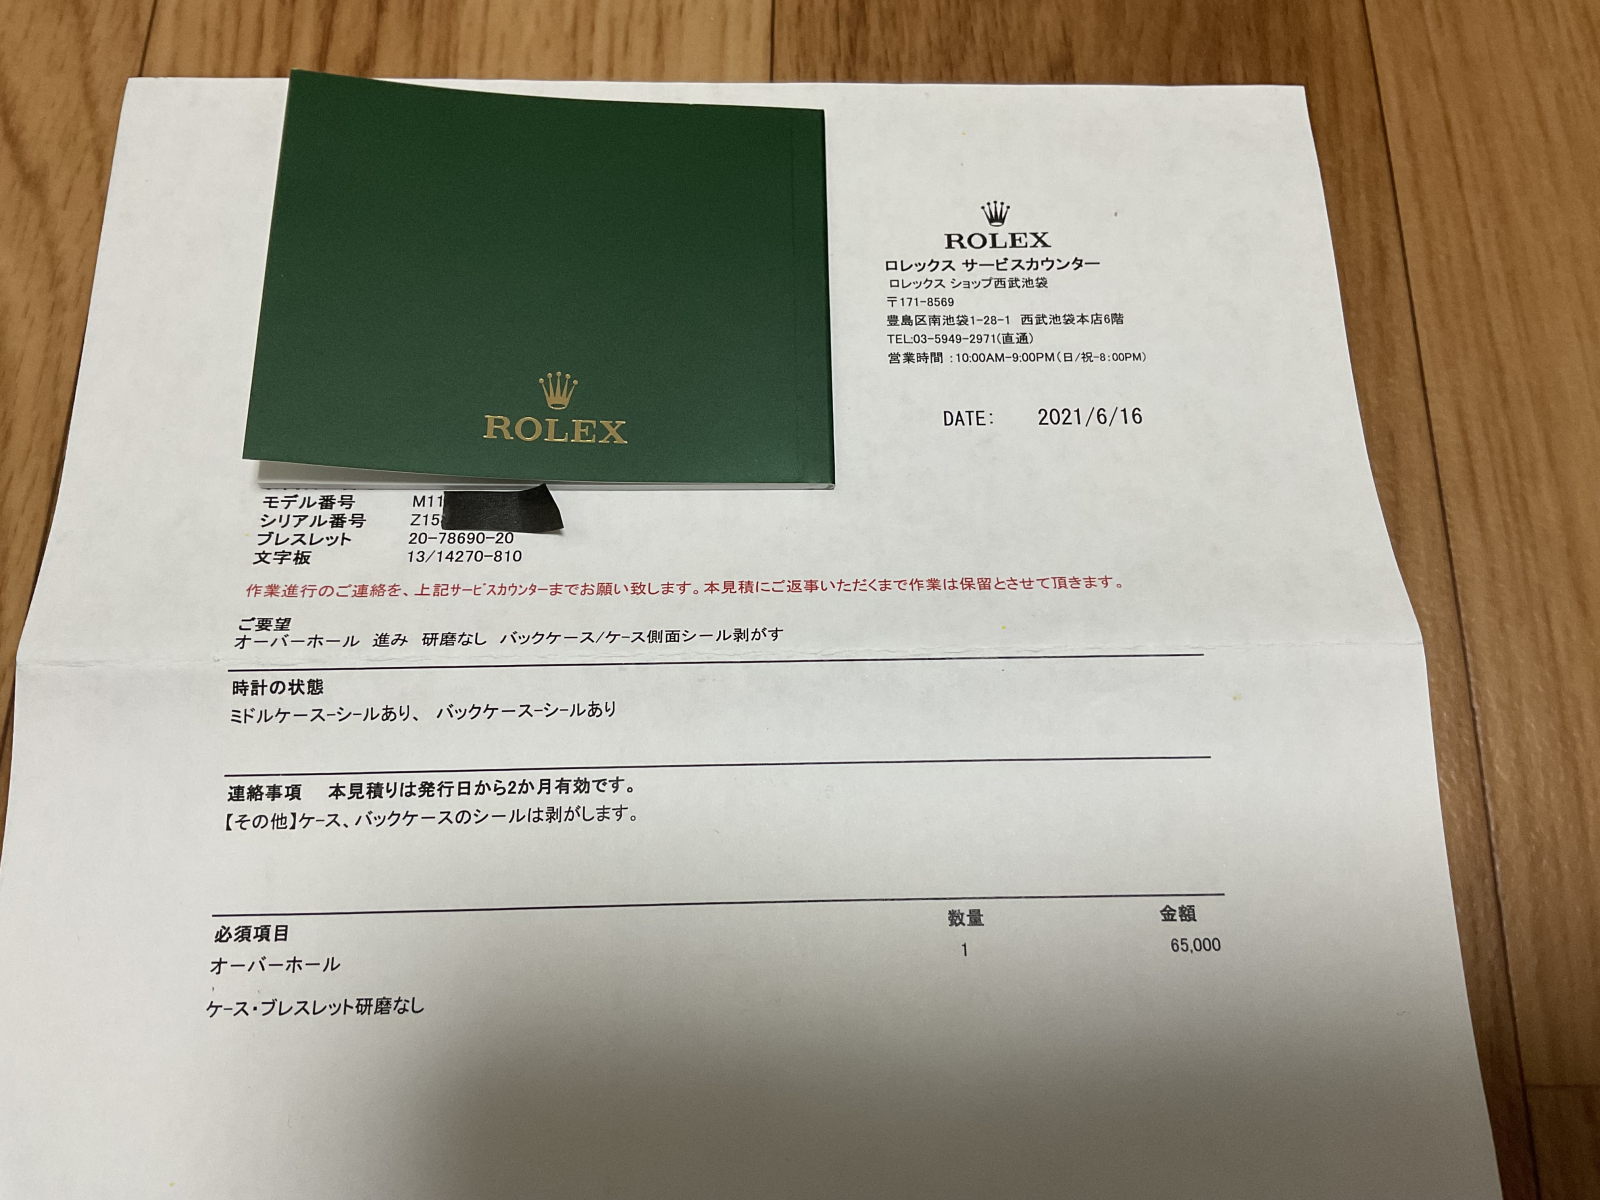 ROLEX
ROLEX
ロレックス サービスカウンター
ロレックス ショップ西武池袋
〒171-8569
豊島区南池袋1-28-1 西武池袋本店6階
TEL:03-5949-2971(直通)
営業時間 :10:00AM-9:00PM(日/祝-8:00PM)
DATE: 2021/6/16
モデル番号 M11
シリアル番号 Z15
ブレスレット 20-78690-20
文字板 13/14270-810
作業進行のご連絡を、上記サービスカウンターまでお願い致します。本見積にご返事いただくまで作業は保留とさせて頂きます。
ご要望
オーバーホール 進み 研磨なし バックケース/ケース側面シール剥がす
時計の状態
ミドルケース-シールあり、 バックケース-シールあり
連絡事項 本見積りは発行日から2か月有効です。
【その他】ケース、バックケースのシールは剥がします。
必須項目 数量 金額
オーバーホール 1 65,000
ケース・ブレスレット研磨なし